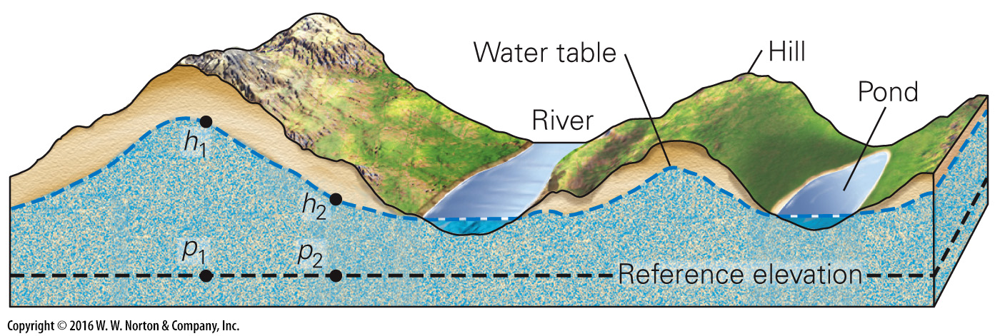 Water table
Hill
Pond
River
h1
h2
p1
p2
Reference elevation
Copyright © 2016 W. W. Norton & Company, Inc.